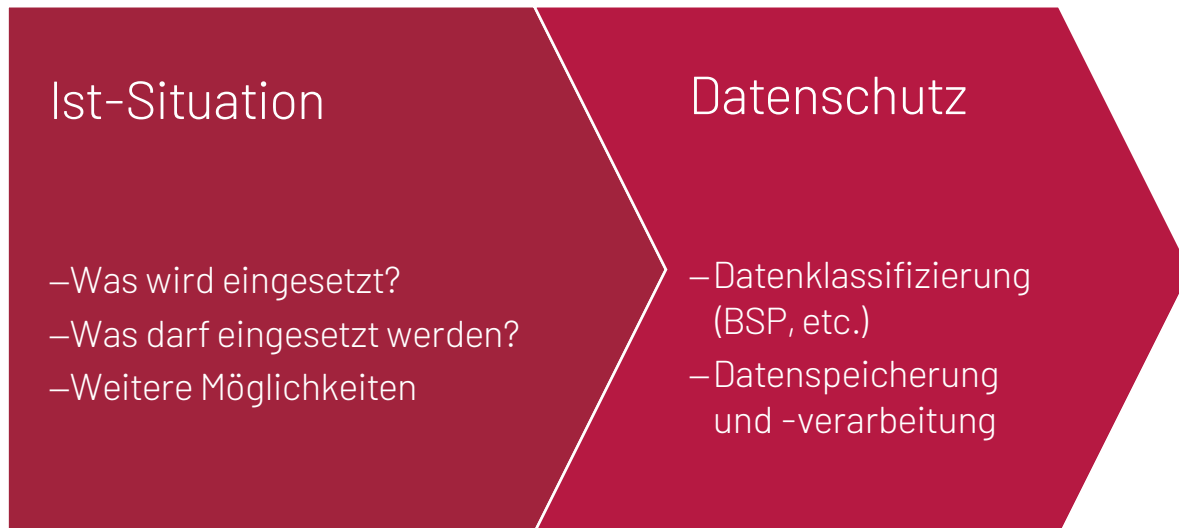 Ist-Situation
–Was wird eingesetzt?
–Was darf eingesetzt werden?
–Weitere Möglichkeiten
Datenschutz
–Datenklassifizierung
(BSP, etc.)
–Datenspeicherung
und -verarbeitung